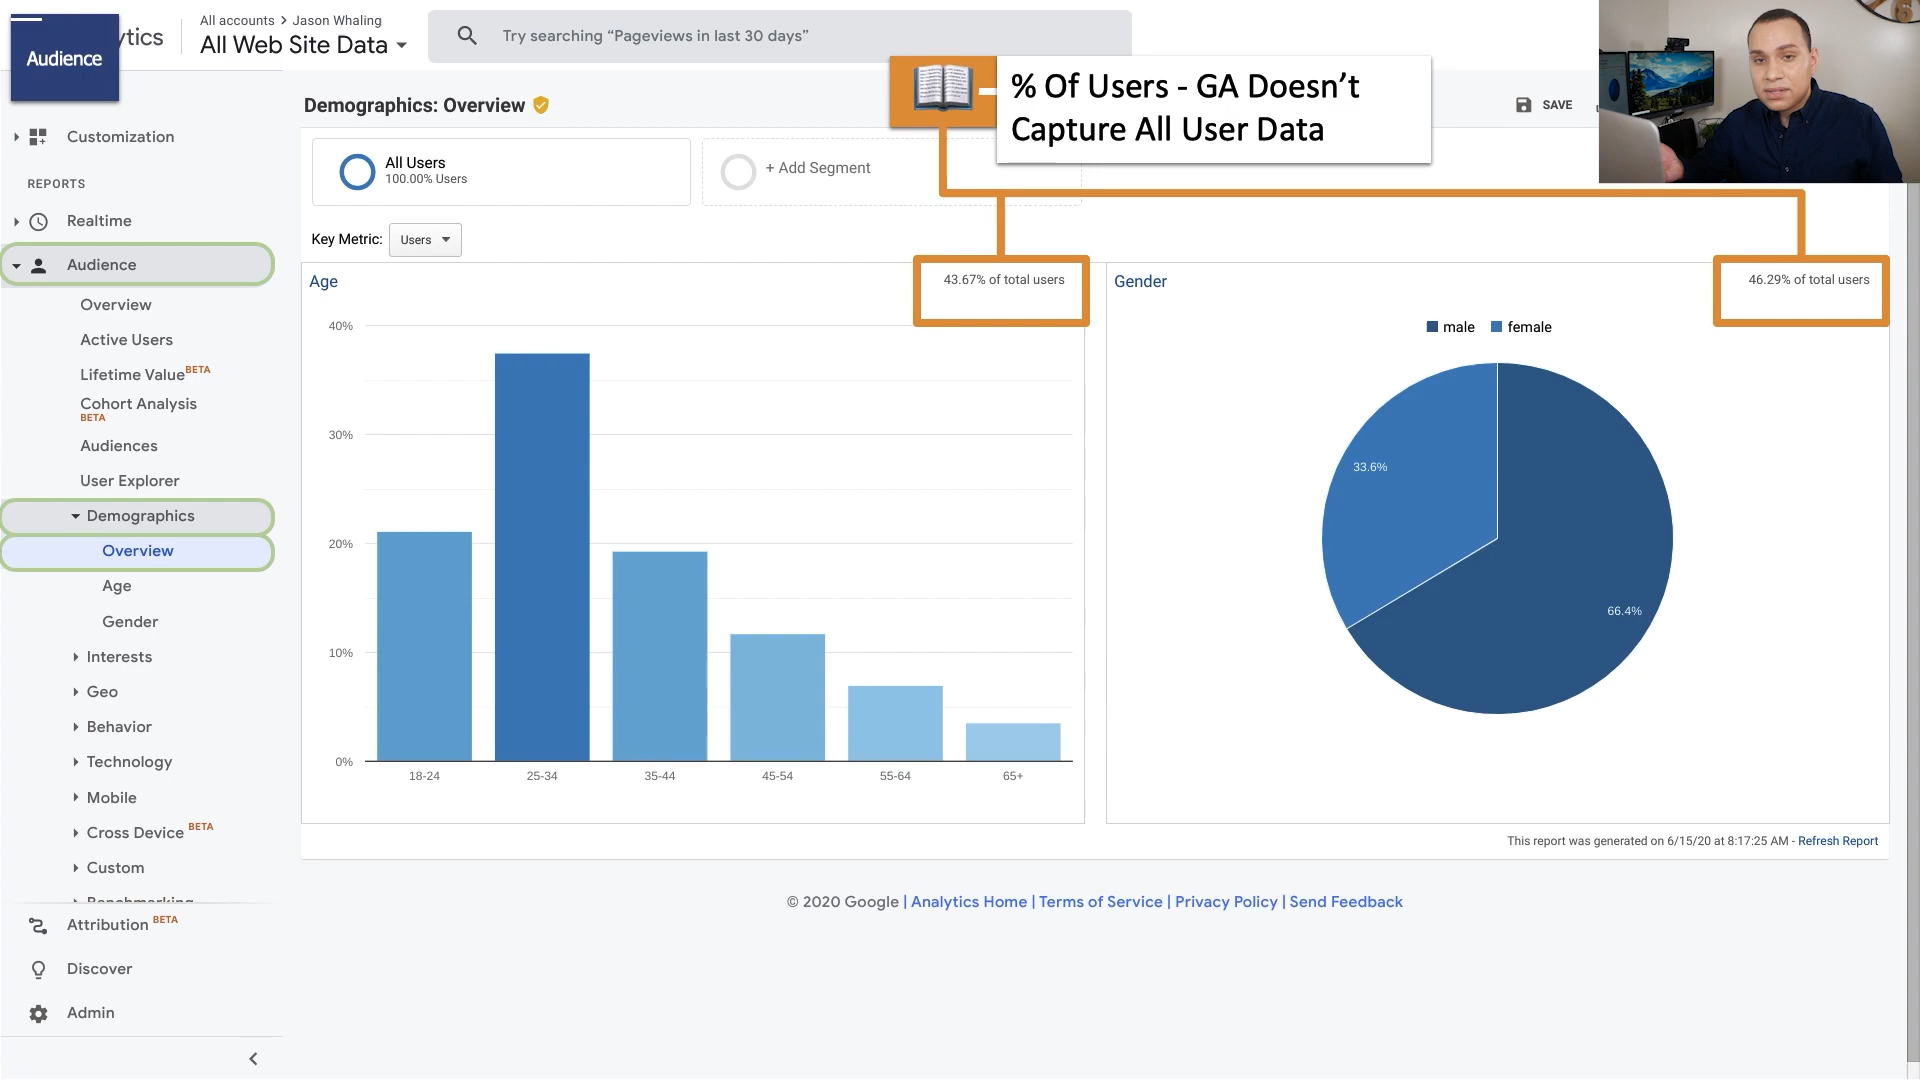 Audience
ytics
All accounts > Jason Whaling
All Web Site Data
Try searching “Pageviews in last 30 days”
% Of Users - GA Doesn’t
Capture All User Data
Demographics: Overview
SAVE
Customization
REPORTS
Realtime
Audience
Overview
Active Users
Lifetime Value BETA
Cohort Analysis
BETA
Audiences
User Explorer
Demographics
Overview
Age
Gender
Interests
Geo
Behavior
Technology
Mobile
Cross Device BETA
Custom
Benchmarking
Attribution BETA
Discover
Admin
All Users
100.00% Users
+ Add Segment
Key Metric: Users
Age
43.67% of total users
40%
30%
20%
10%
0%
18-24 25-34 35-44 45-54 55-64 65+
Gender
46.29% of total users
male female
33.6%
66.4%
This report was generated on 6/15/20 at 8:17:25 AM - Refresh Report
© 2020 Google | Analytics Home | Terms of Service | Privacy Policy | Send Feedback